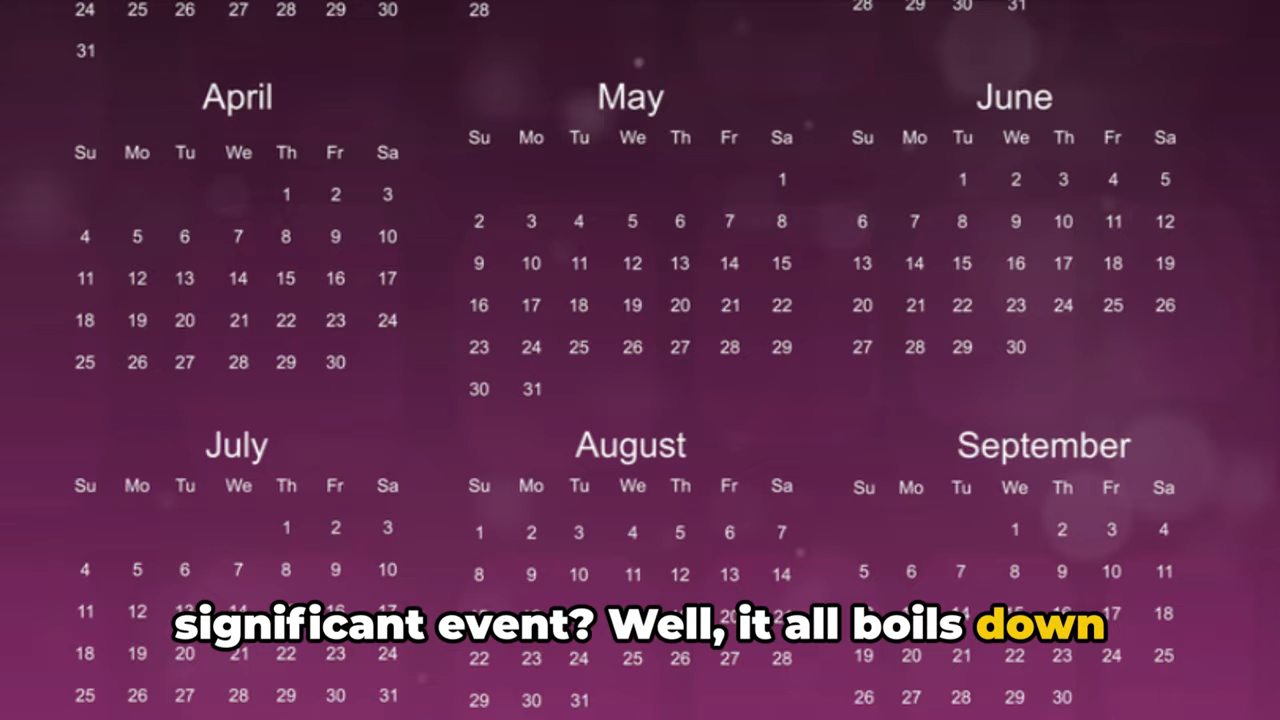 24 25 26 27 28 29 30 28 28 29 30 31
31
April May June
Su Mo Tu We Th Fr Sa Su Mo Tu We Th Fr Sa Su Mo Tu We Th Fr Sa
1 2 3 1 1 2 3 4 5
4 5 6 7 8 9 10 2 3 4 5 6 7 8 6 7 8 9 10 11 12
11 12 13 14 15 16 17 9 10 11 12 13 14 15 13 14 15 16 17 18 19
18 19 20 21 22 23 24 16 17 18 19 20 21 22 20 21 22 23 24 25 26
25 26 27 28 29 30 23 24 25 26 27 28 29 27 28 29 30
30 31
July August September
Su Mo Tu We Th Fr Sa Su Mo Tu We Th Fr Sa Su Mo Tu We Th Fr Sa
1 2 3 1 2 3 4 5 6 7 1 2 3 4
4 5 6 7 8 9 10 8 9 10 11 12 13 14 5 6 7 8 9 10 11
11 12 18
significant event? Well, it all boils down
18 19 20 21 22 23 24 22 23 24 25 26 27 28 19 20 21 22 23 24 25
25 26 27 28 29 30 31 29 30 31 26 27 28 29 30